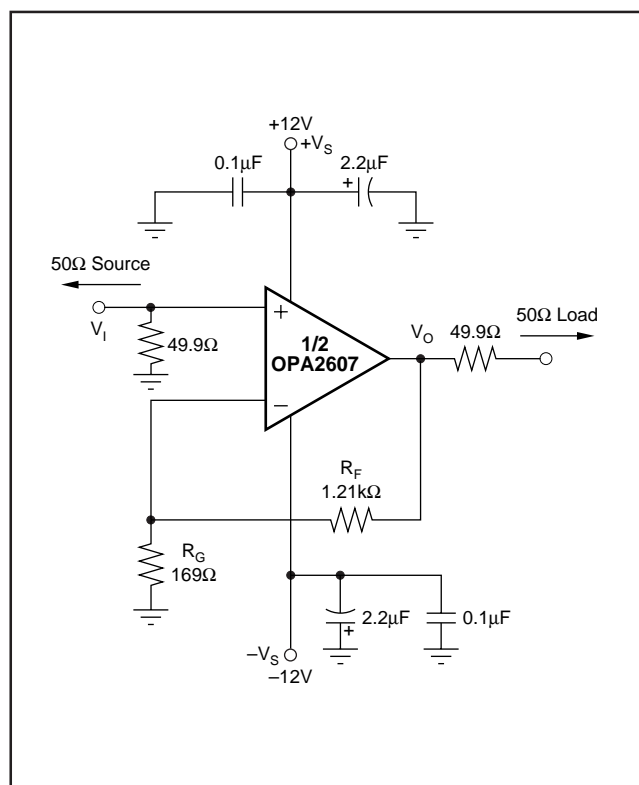 +12V
+V_S
0.1μF
2.2μF
+
50Ω Source
50Ω Load
V_I
+
V_O
49.9Ω
49.9Ω
1/2
OPA2607
−
R_F
1.21kΩ
R_G
169Ω
2.2μF
0.1μF
+
−V_S
−12V